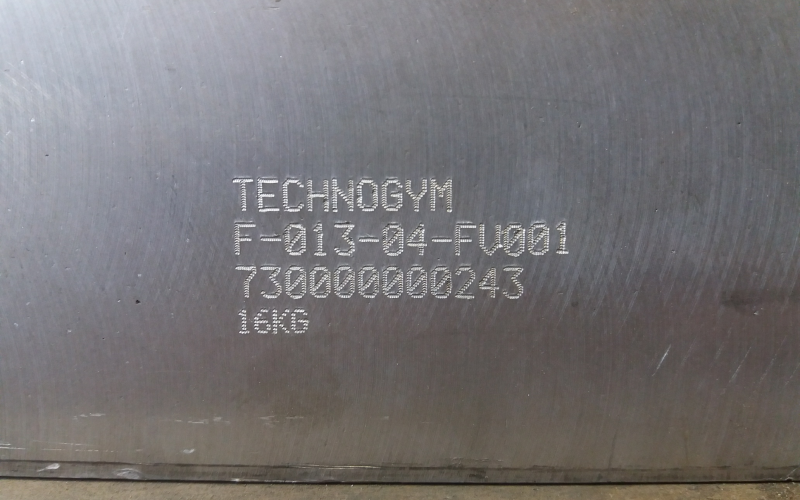 TECHNOGYM
F-013-04-FV001
730000000243
16KG